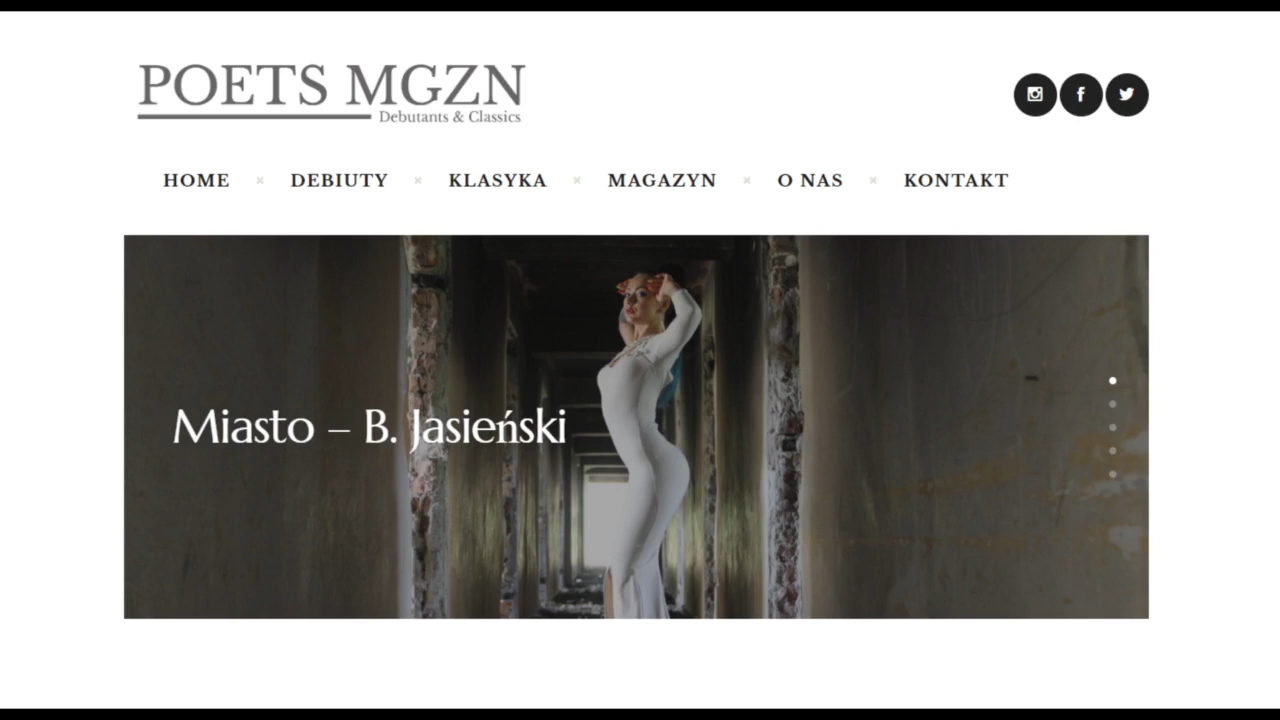 POETS MGZN
Debutants & Classics
HOME DEBIUTY KLASYKA MAGAZYN O NAS KONTAKT
Miasto – B. Jasieński